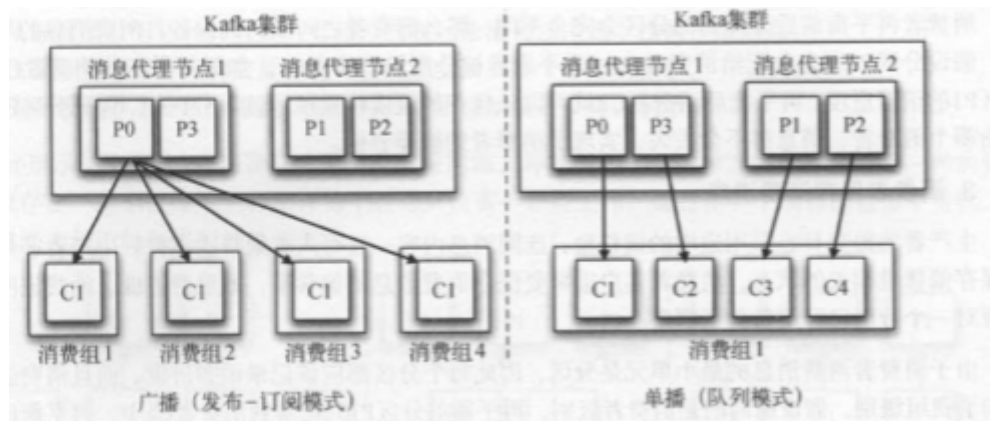 Kafka集群
消息代理节点1
消息代理节点2
P0
P3
P1
P2
C1
C1
C1
C1
消费组1
消费组2
消费组3
消费组4
广播（发布-订阅模式）
Kafka集群
消息代理节点1
消息代理节点2
P0
P3
P1
P2
C1
C2
C3
C4
消费组1
单播（队列模式）